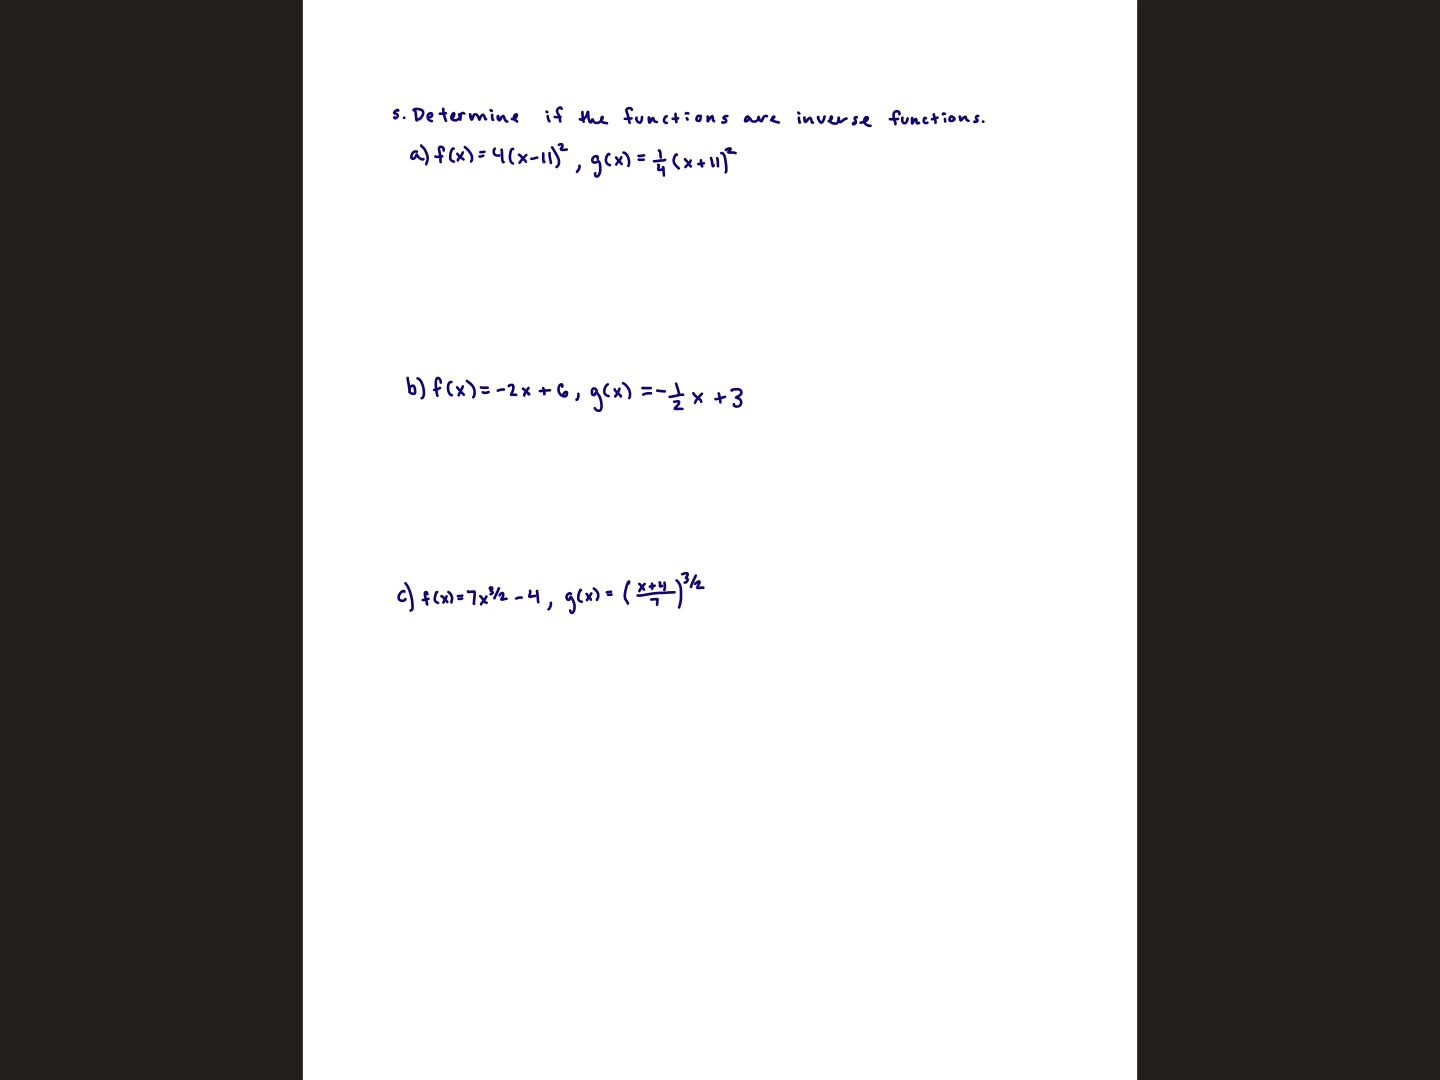 5. Determine if the functions are inverse functions.
a) f(x) = 4(x-11)², g(x) = 1/4 (x+11)²
b) f(x) = -2x + 6, g(x) = -1/2 x + 3
c) f(x) = 7x^3/2 - 4, g(x) = ((x+4)/7)^3/2